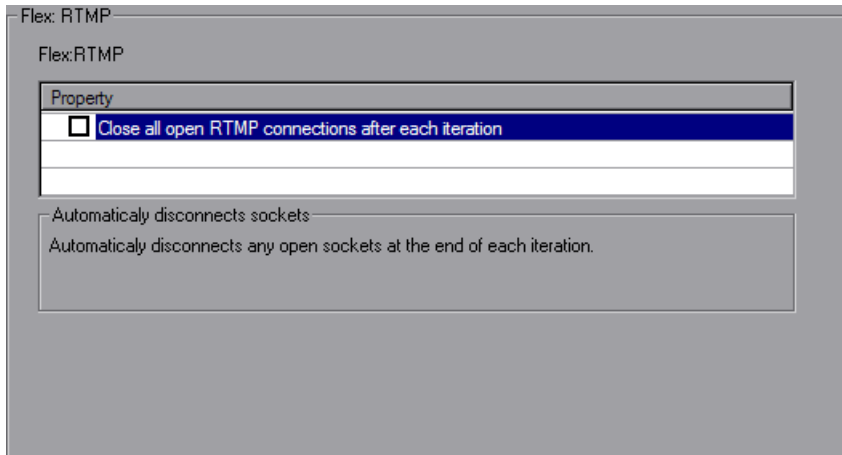 Flex: RTMP
Flex:RTMP
Property
Close all open RTMP connections after each iteration
Automaticaly disconnects sockets
Automaticaly disconnects any open sockets at the end of each iteration.